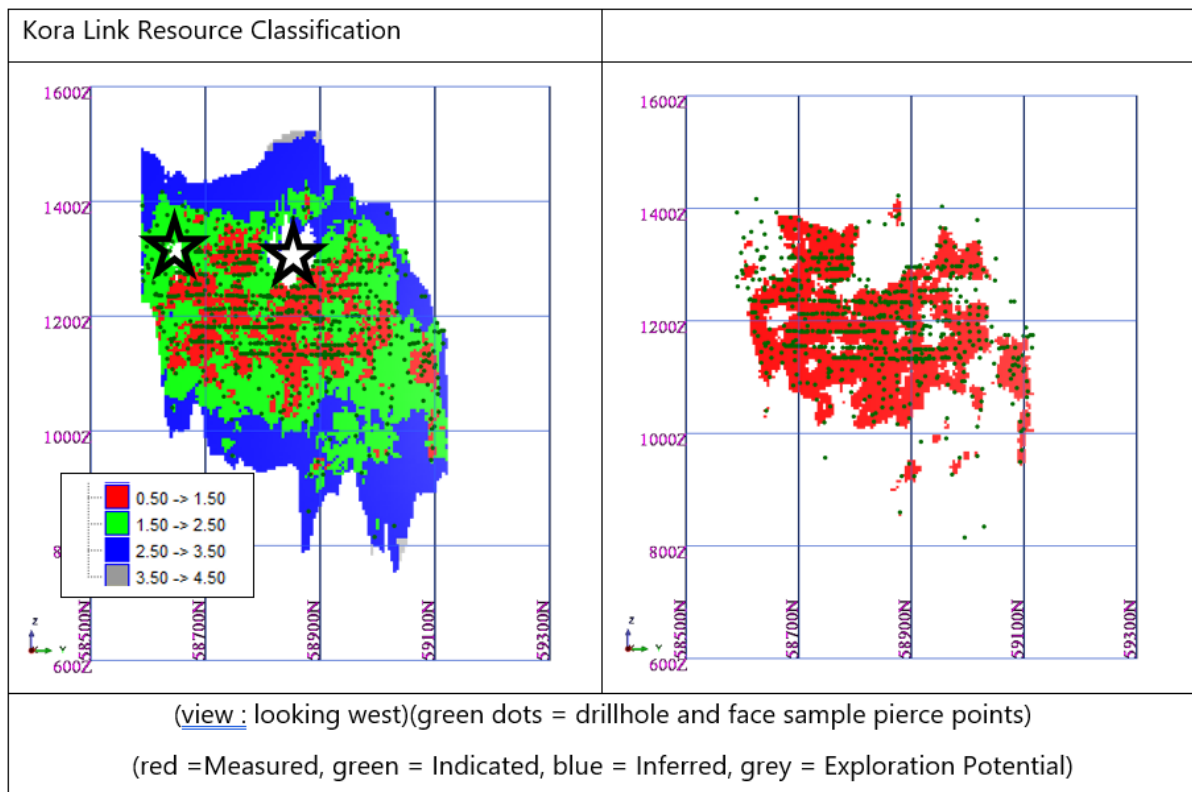 Kora Link Resource Classification
1600Z
1400Z
1200Z
1000Z
8
600Z
58500N
58700N
58900N
59100N
59300N
0.50 -> 1.50
1.50 -> 2.50
2.50 -> 3.50
3.50 -> 4.50
Z
Y
1600Z
1400Z
1200Z
1000Z
800Z
600Z
58500N
58700N
58900N
59100N
59300N
Z
Y
(view : looking west)(green dots = drillhole and face sample pierce points)
(red =Measured, green = Indicated, blue = Inferred, grey = Exploration Potential)